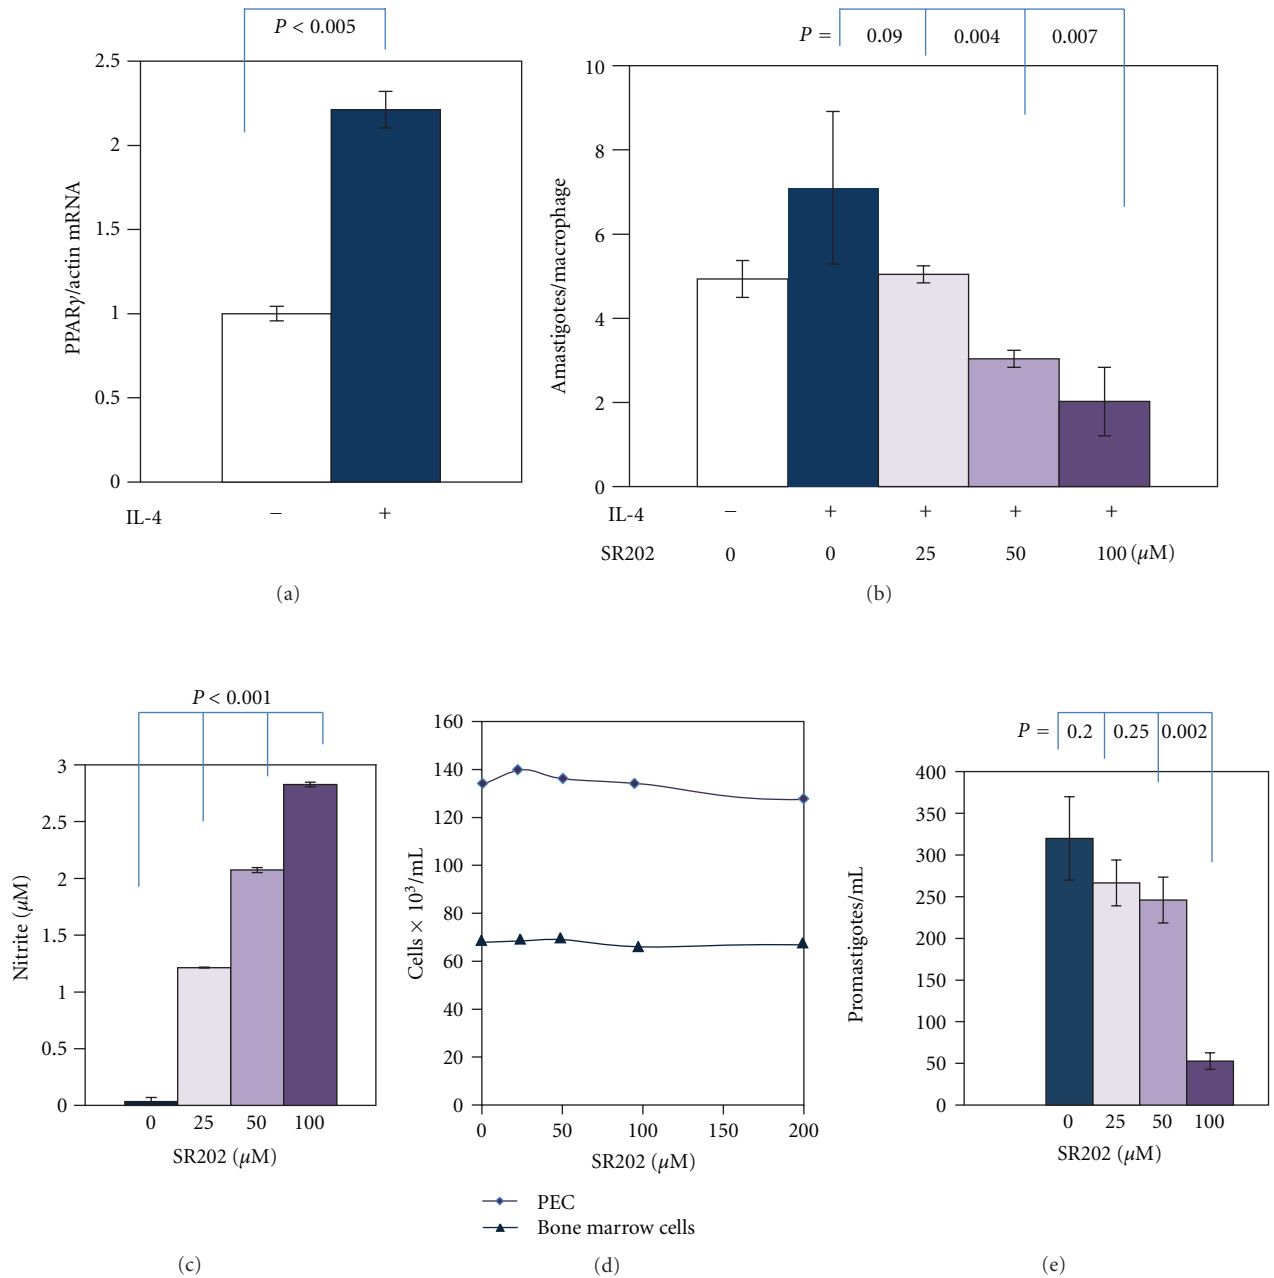 P < 0.005
2.5
2
1.5
1
0.5
0
PPARγ/actin mRNA
IL-4 − +
(a)
P = 0.09 0.004 0.007
10
8
6
4
2
0
Amastigotes/macrophage
IL-4 − + + + +
SR202 0 0 25 50 100 (μM)
(b)
P < 0.001
3
2.5
2
1.5
1
0.5
0
Nitrite (μM)
0 25 50 100
SR202 (μM)
(c)
160
140
120
100
80
60
40
20
0
Cells × 10³/mL
0 50 100 150 200
SR202 (μM)
PEC
Bone marrow cells
(d)
P = 0.2 0.25 0.002
400
350
300
250
200
150
100
50
0
Promastigotes/mL
0 25 50 100
SR202 (μM)
(e)